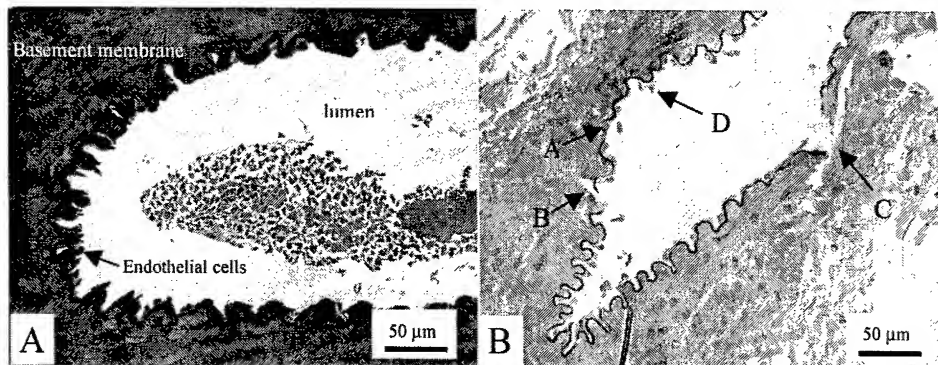 Basement membrane
lumen
Endothelial cells
A
50 µm
A
B
C
D
B
50 µm